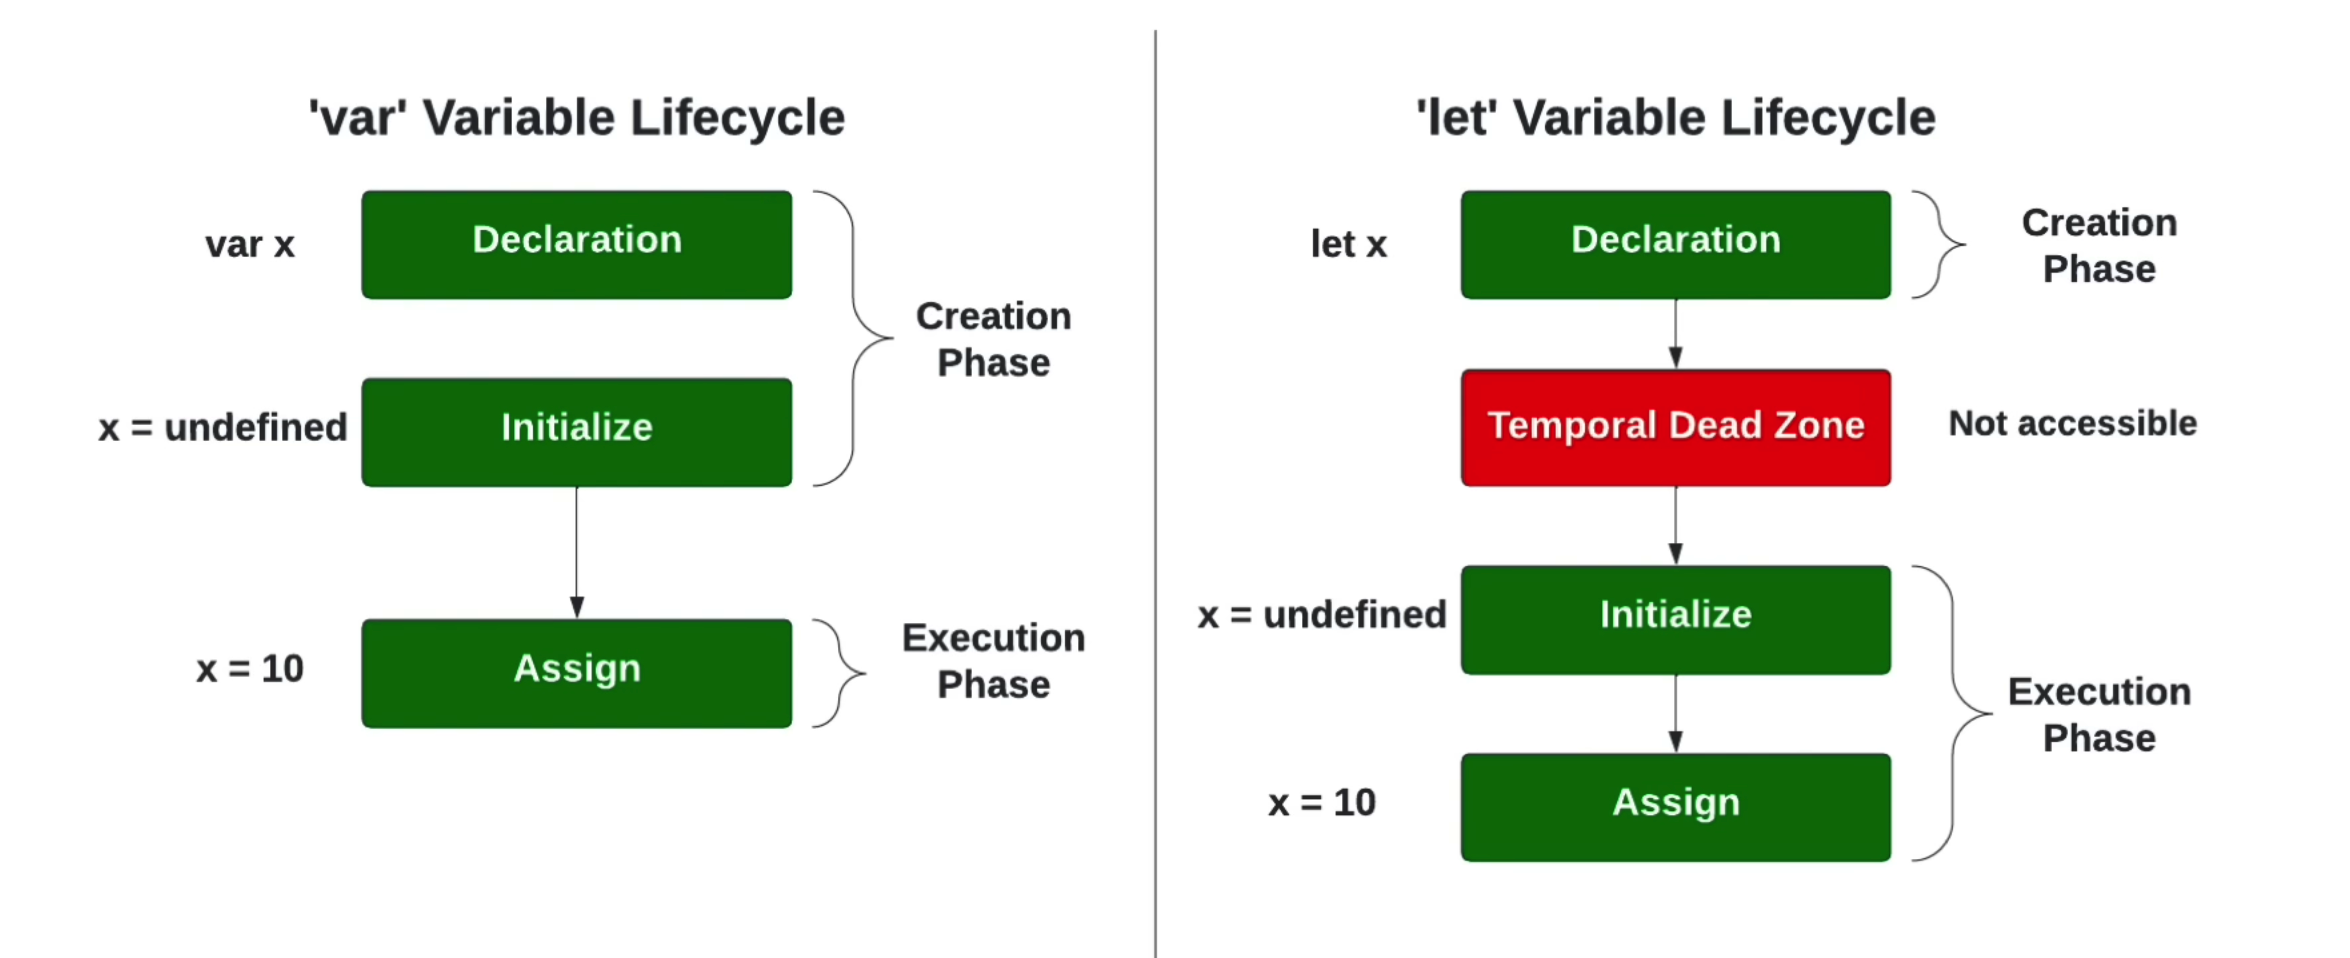 'var' Variable Lifecycle
var x
Declaration
Creation
Phase
x = undefined
Initialize
x = 10
Assign
Execution
Phase
'let' Variable Lifecycle
let x
Declaration
Creation
Phase
Temporal Dead Zone
Not accessible
x = undefined
Initialize
Execution
Phase
x = 10
Assign